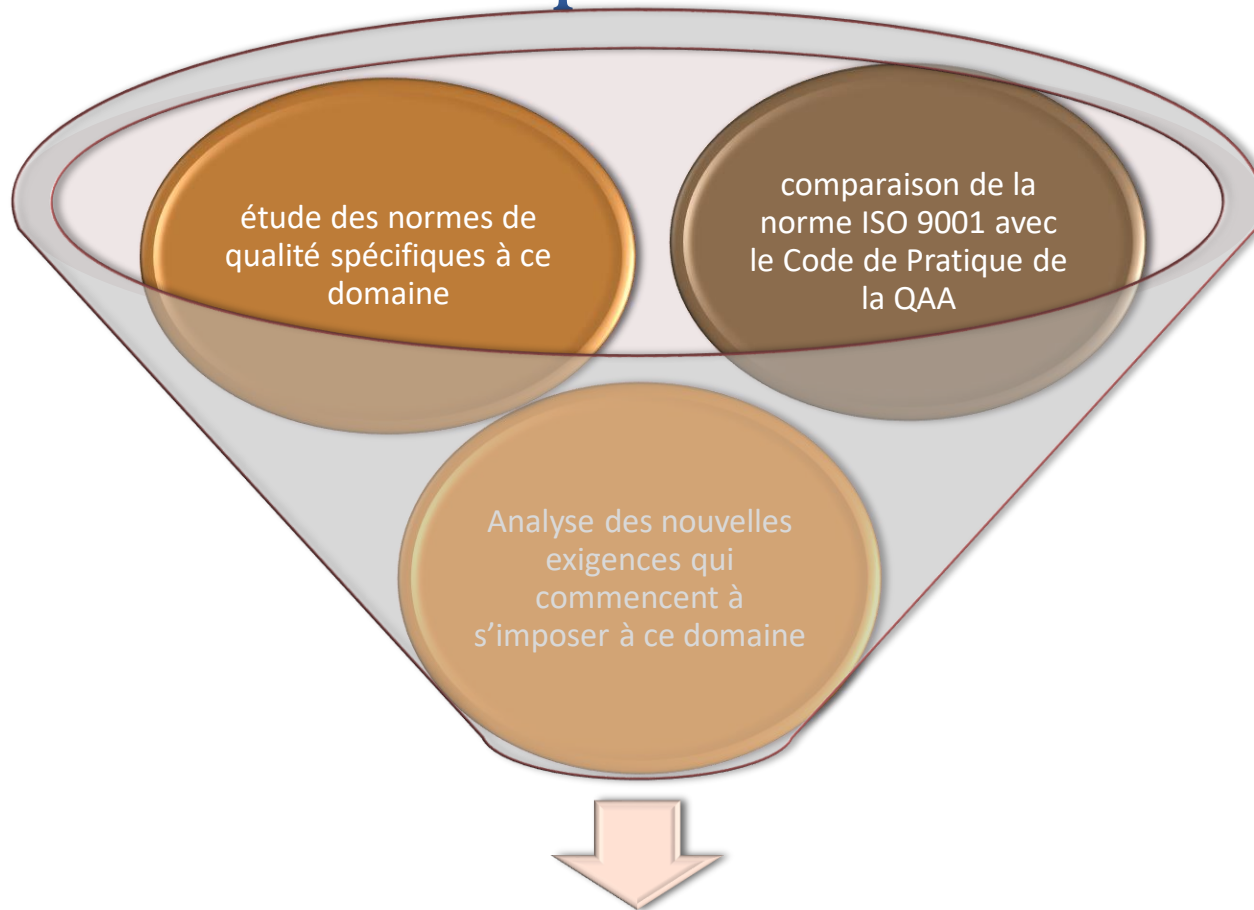 étude des normes de
qualité spécifiques à ce
domaine
comparaison de la
norme ISO 9001 avec
le Code de Pratique de
la QAA
Analyse des nouvelles
exigences qui
commencent à
s’imposer à ce domaine